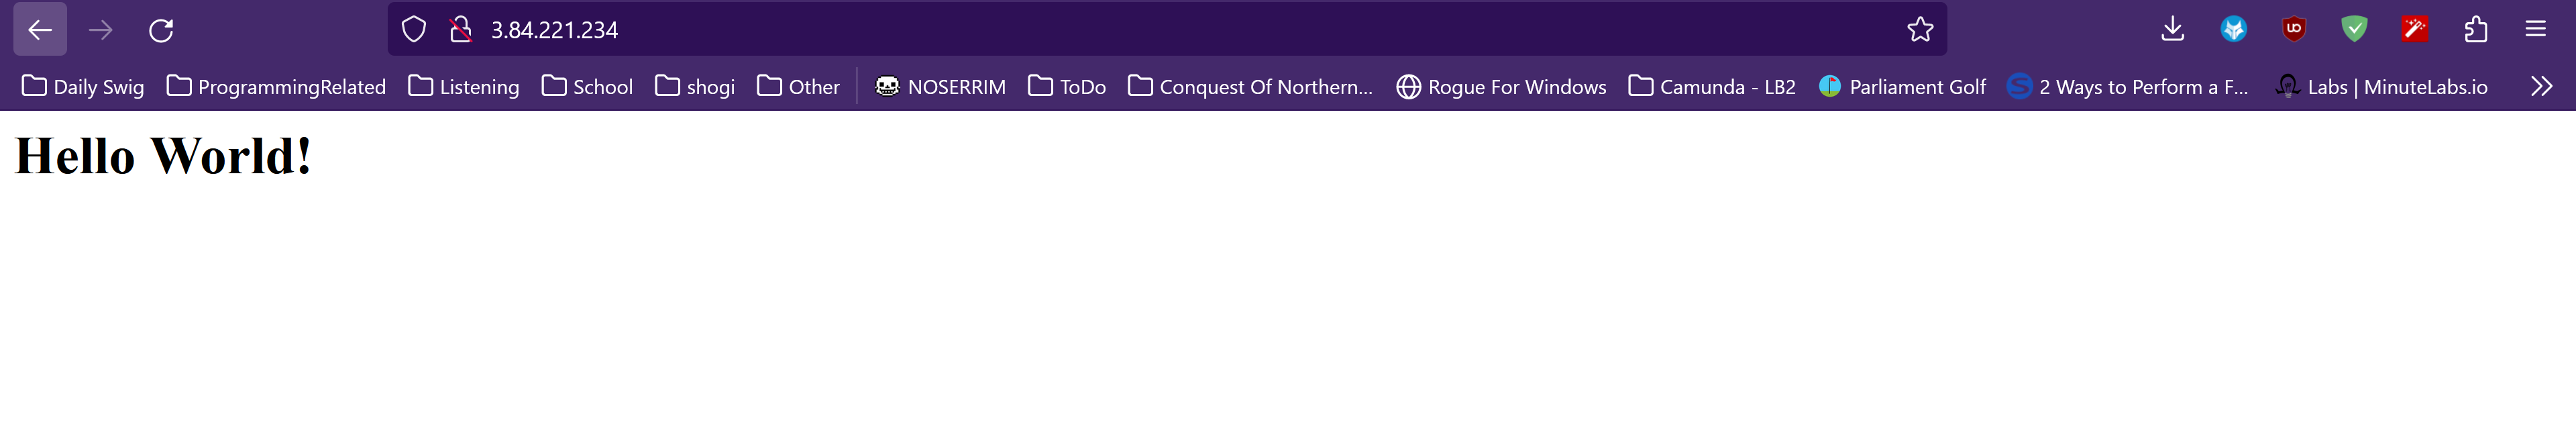 3.84.221.234
Daily Swig ProgrammingRelated Listening School shogi Other NOSERRIM ToDo Conquest Of Northern... Rogue For Windows Camunda - LB2 Parliament Golf 2 Ways to Perform a F... Labs | MinuteLabs.io
Hello World!